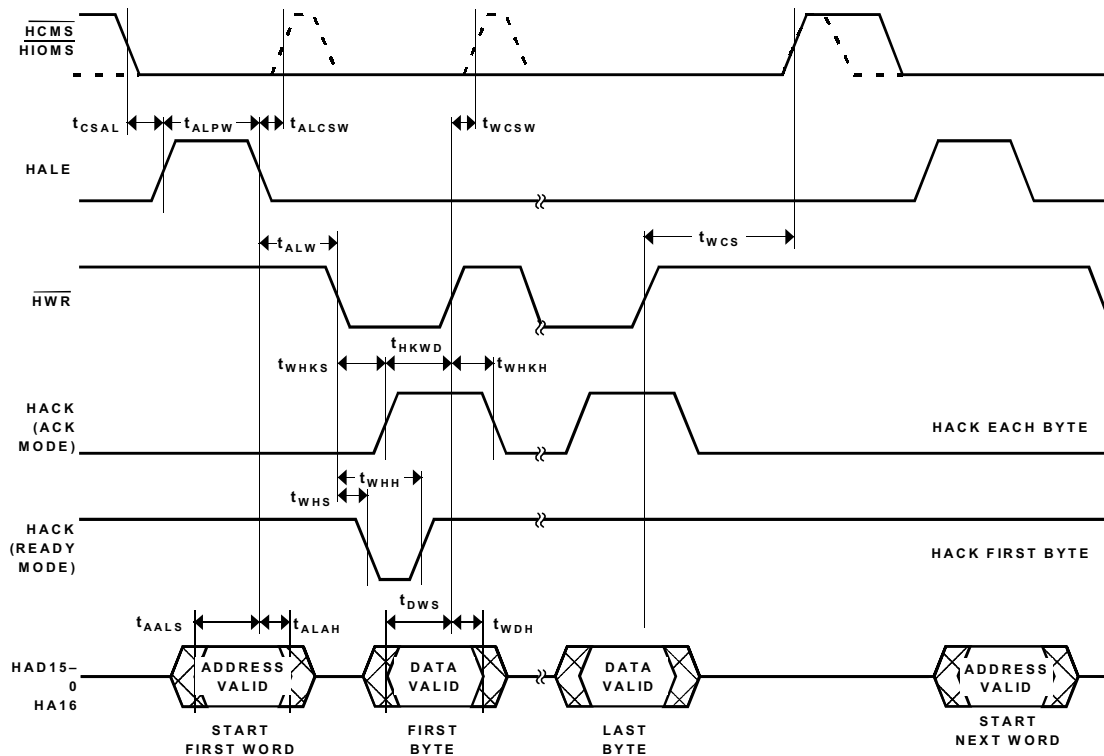 HCMS
HIOMS
tCSAL
tALPW
tALCSW
tWCSW
HALE
tALW
tWCS
HWR
tHKWD
tWHKS
tWHKH
HACK
(ACK
MODE)
HACK EACH BYTE
tWHH
tWHS
HACK
(READY
MODE)
HACK FIRST BYTE
tDWS
tAALS
tALAH
tWDH
HAD15–
0
HA16
ADDRESS
VALID
DATA
VALID
DATA
VALID
ADDRESS
VALID
START
FIRST WORD
FIRST
BYTE
LAST
BYTE
START
NEXT WORD